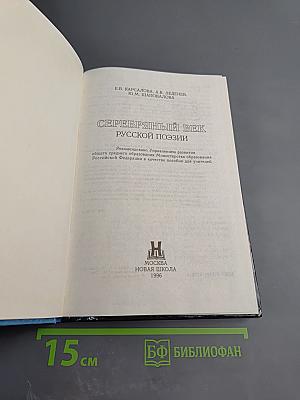 Е.В. КАРСАЛОВА, А.В. ЛЕДЕНЕВ,
Ю.М. ШАПОВАЛОВА
СЕРЕБРЯНЫЙ ВЕК
РУССКОЙ ПОЭЗИИ
Рекомендовано Управлением развития
общего среднего образования Министерства образования
Российской Федерации в качестве пособия для учителей
МОСКВА
НОВАЯ ШКОЛА
1996
15 см
БФ БИБЛИОФАН